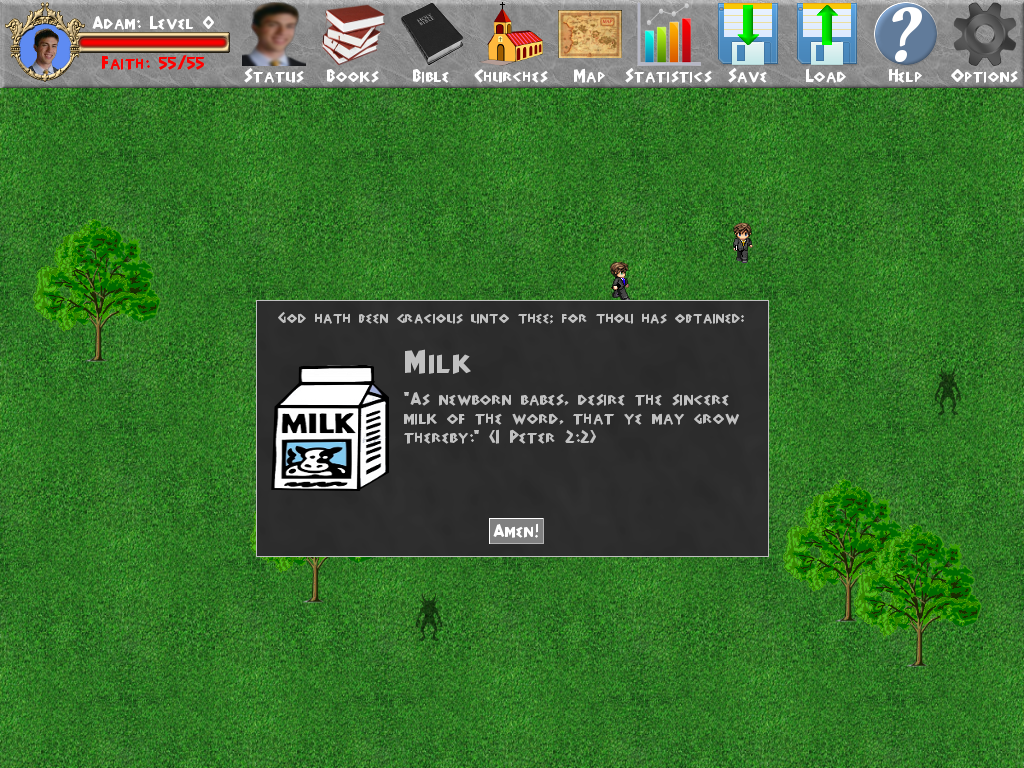 Adam: Level 0
Faith: 55/55
Status Books Bible Churches Map Statistics Save Load Help Options
God hath been gracious unto thee; for thou has obtained:
Milk
"As newborn babes, desire the sincere
milk of the word, that ye may grow
thereby:" (1 Peter 2:2)
MILK
Amen!